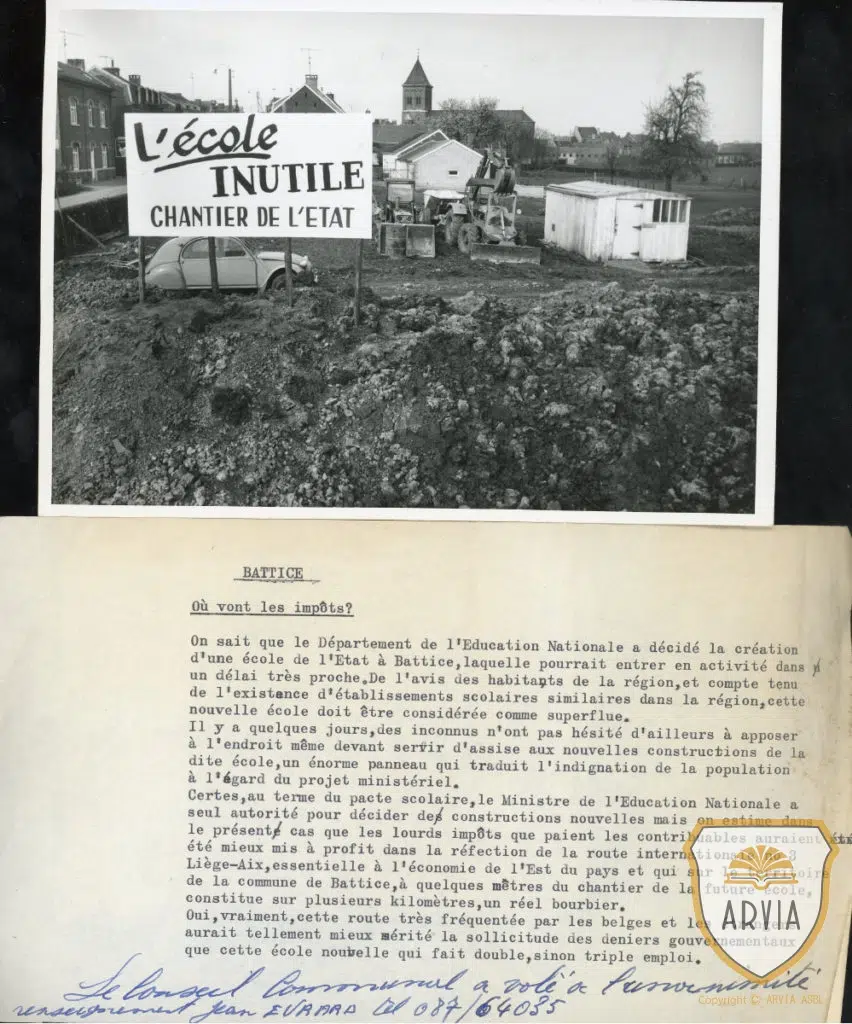 L'école
INUTILE
CHANTIER DE L'ETAT
BATTICE
Où vont les impôts?
On sait que le Département de l'Education Nationale a décidé la création
d'une école de l'Etat à Battice,laquelle pourrait entrer en activité dans
un délai très proche.De l'avis des habitants de la région,et compte tenu
de l'existence d'établissements scolaires similaires dans la région,cette
nouvelle école doit être considérée comme superflue.
Il y a quelques jours,des inconnus n'ont pas hésité d'ailleurs à apposer
à l'endroit même devant servir d'assise aux nouvelles constructions de la
dite école,un énorme panneau qui traduit l'indignation de la population
à l'égard du projet ministériel.
Certes,au terme du pacte scolaire,le Ministre de l'Education Nationale a
seul autorité pour décider de constructions nouvelles mais on estime dans
le présent cas que les lourds impôts que paient les contribuables auraient été
été mieux mis à profit dans la réfection de la route internationale no 3
Liège-Aix,essentielle à l'économie de l'Est du pays et qui sur le territoire
de la commune de Battice,à quelques mètres du chantier de la future école,
constitue sur plusieurs kilomètres,un réel bourbier.
Oui,vraiment,cette route très fréquentée par les belges et les étrangers
aurait tellement mieux mérité la sollicitude des deniers gouvernementaux
que cette école nouvelle qui fait double,sinon triple emploi.
Le Conseil Communal a voté à l'unanimité
renseignement Jean EVRARD tel 087/64035
ARVIA
Copyright © ARVIA ASBL